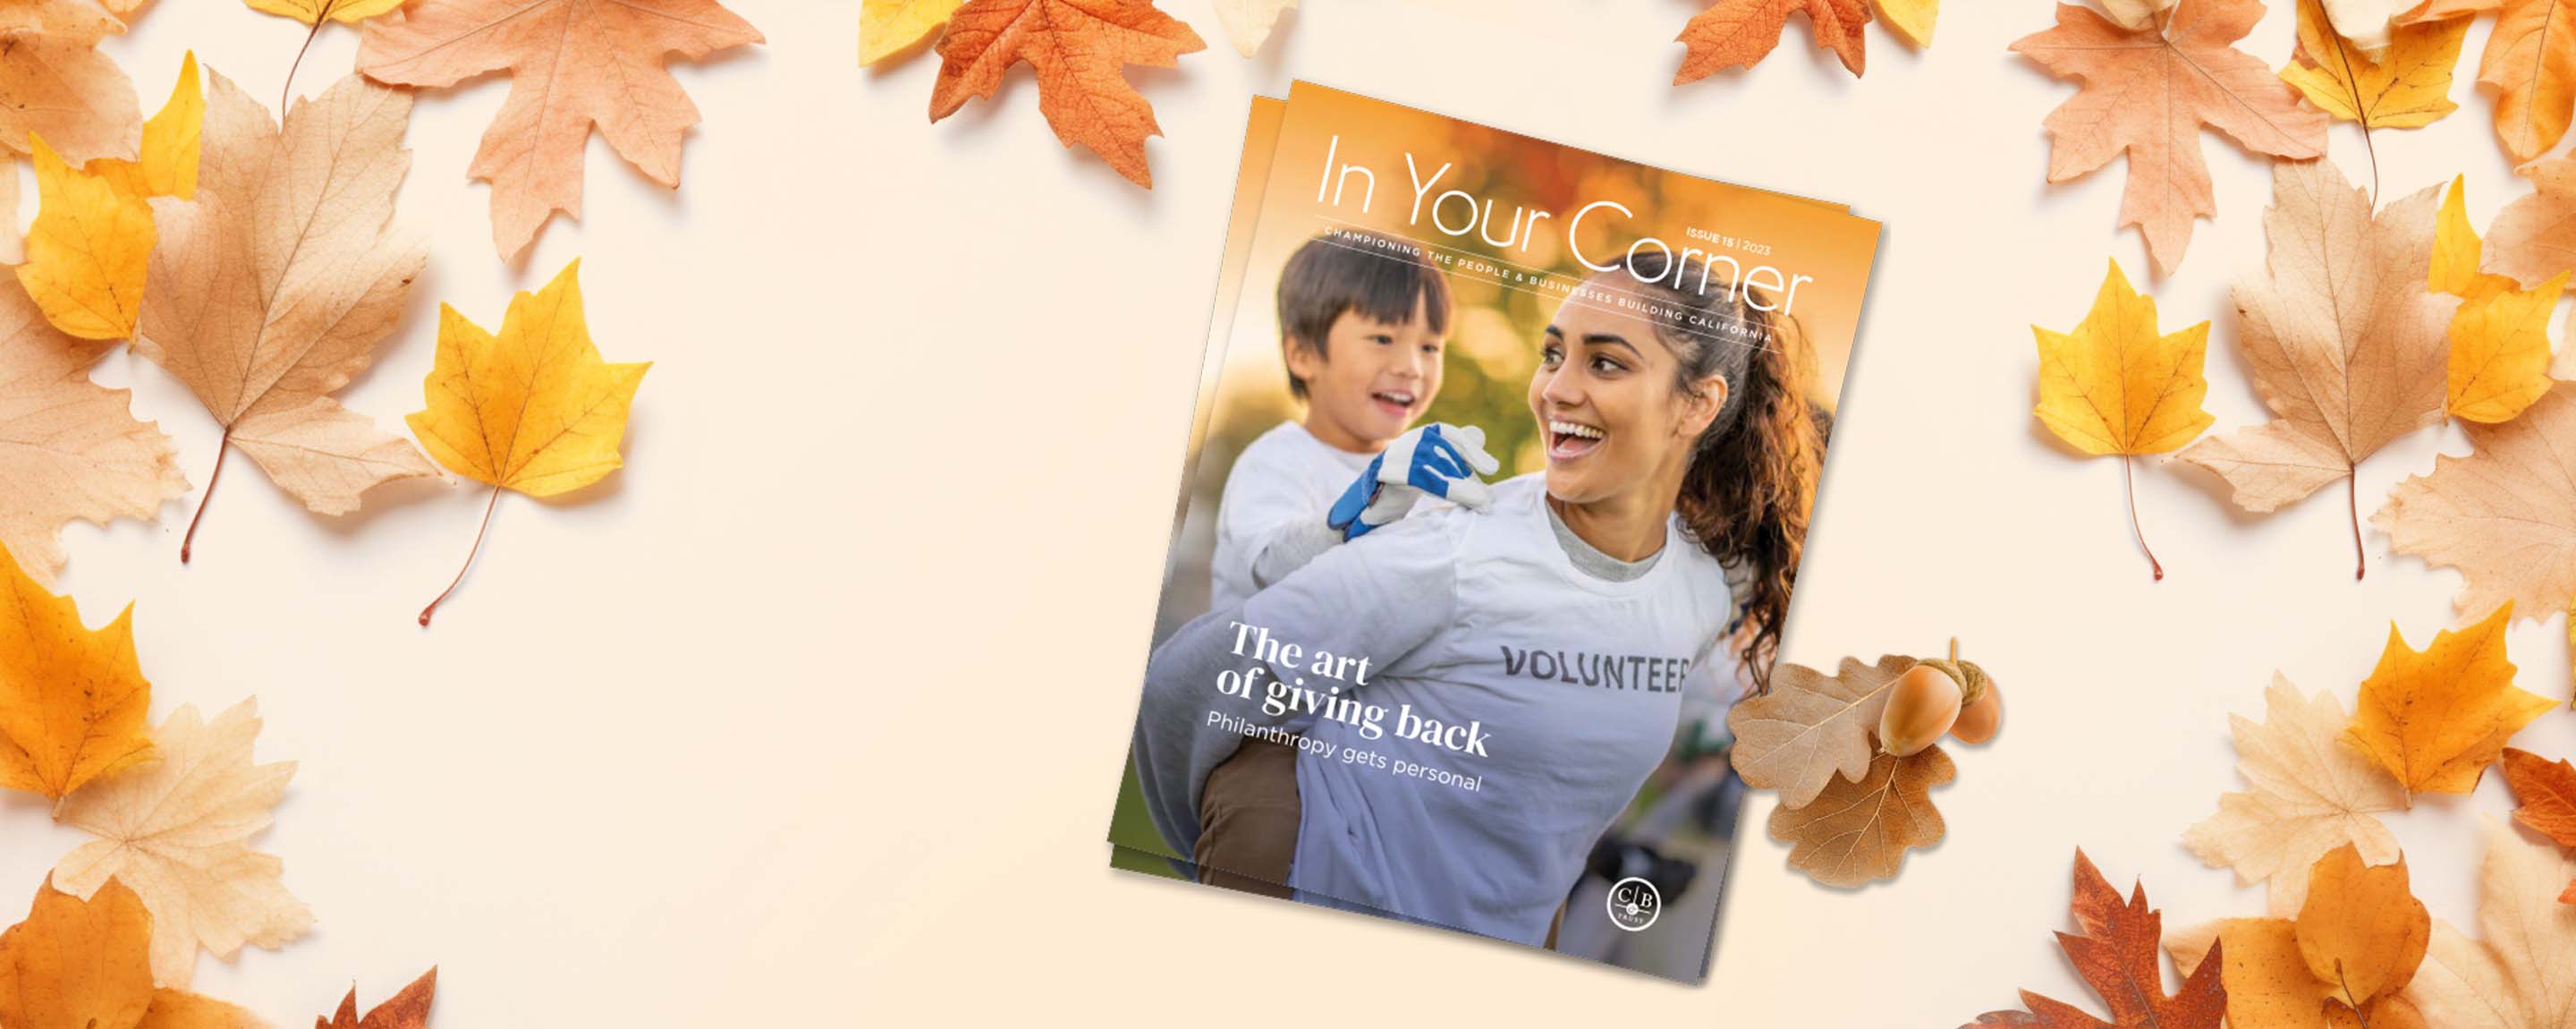 In Your Corner
ISSUE 15 | 2023
CHAMPIONING THE PEOPLE & BUSINESSES BUILDING CALIFORNIA
VOLUNTEER
The art
of giving back
Philanthropy gets personal
C|B
&
TRUST